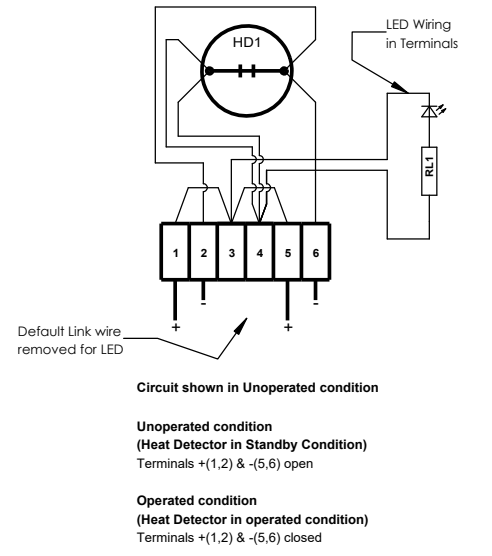 HD1
LED Wiring
in Terminals
RL1
1 2 3 4 5 6
- -
+ +
Default Link wire
removed for LED
Circuit shown in Unoperated condition
Unoperated condition
(Heat Detector in Standby Condition)
Terminals +(1,2) & -(5,6) open
Operated condition
(Heat Detector in operated condition)
Terminals +(1,2) & -(5,6) closed